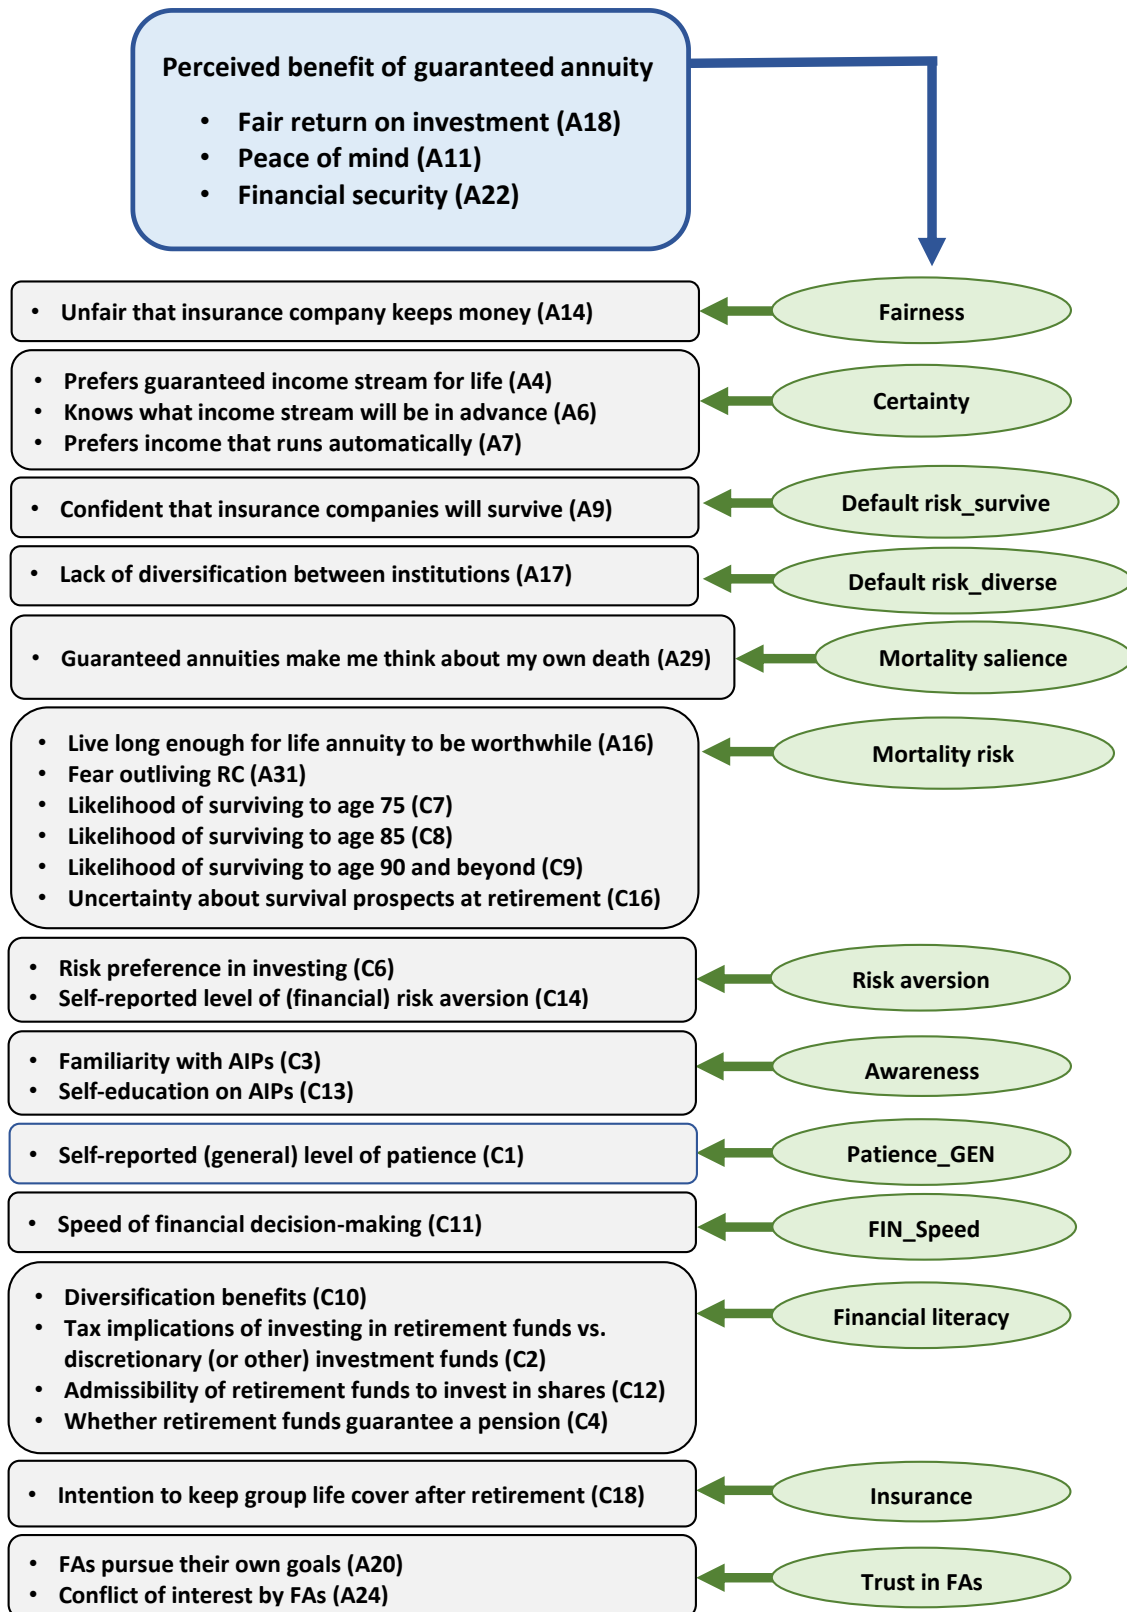 Perceived benefit of guaranteed annuity
• Fair return on investment (A18)
• Peace of mind (A11)
• Financial security (A22)
• Unfair that insurance company keeps money (A14)
Fairness
• Prefers guaranteed income stream for life (A4)
• Knows what income stream will be in advance (A6)
• Prefers income that runs automatically (A7)
Certainty
• Confident that insurance companies will survive (A9)
Default risk_survive
• Lack of diversification between institutions (A17)
Default risk_diverse
• Guaranteed annuities make me think about my own death (A29)
Mortality salience
• Live long enough for life annuity to be worthwhile (A16)
• Fear outliving RC (A31)
• Likelihood of surviving to age 75 (C7)
• Likelihood of surviving to age 85 (C8)
• Likelihood of surviving to age 90 and beyond (C9)
• Uncertainty about survival prospects at retirement (C16)
Mortality risk
• Risk preference in investing (C6)
• Self-reported level of (financial) risk aversion (C14)
Risk aversion
• Familiarity with AIPs (C3)
• Self-education on AIPs (C13)
Awareness
• Self-reported (general) level of patience (C1)
Patience_GEN
• Speed of financial decision-making (C11)
FIN_Speed
• Diversification benefits (C10)
• Tax implications of investing in retirement funds vs.
discretionary (or other) investment funds (C2)
• Admissibility of retirement funds to invest in shares (C12)
• Whether retirement funds guarantee a pension (C4)
Financial literacy
• Intention to keep group life cover after retirement (C18)
Insurance
• FAs pursue their own goals (A20)
• Conflict of interest by FAs (A24)
Trust in FAs